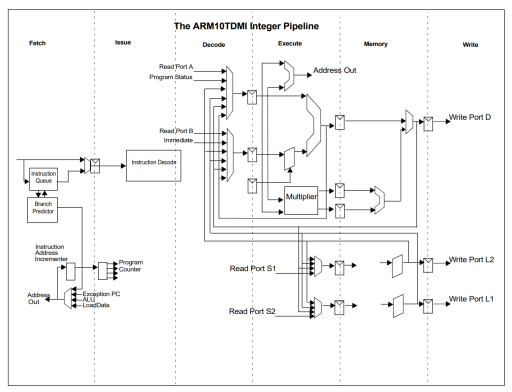 The ARM10TDMI Integer Pipeline
Fetch
Issue
Decode
Execute
Memory
Write
Read Port A
Program Status
Address Out
Write Port D
Read Port B
Immediate
Instruction Decode
Instruction
Queue
Branch
Predictor
Multiplier
Instruction
Address
Incrementer
Program
Counter
Read Port S1
Write Port L2
Address
Out
Exception PC
ALU
LoadData
Read Port S2
Write Port L1